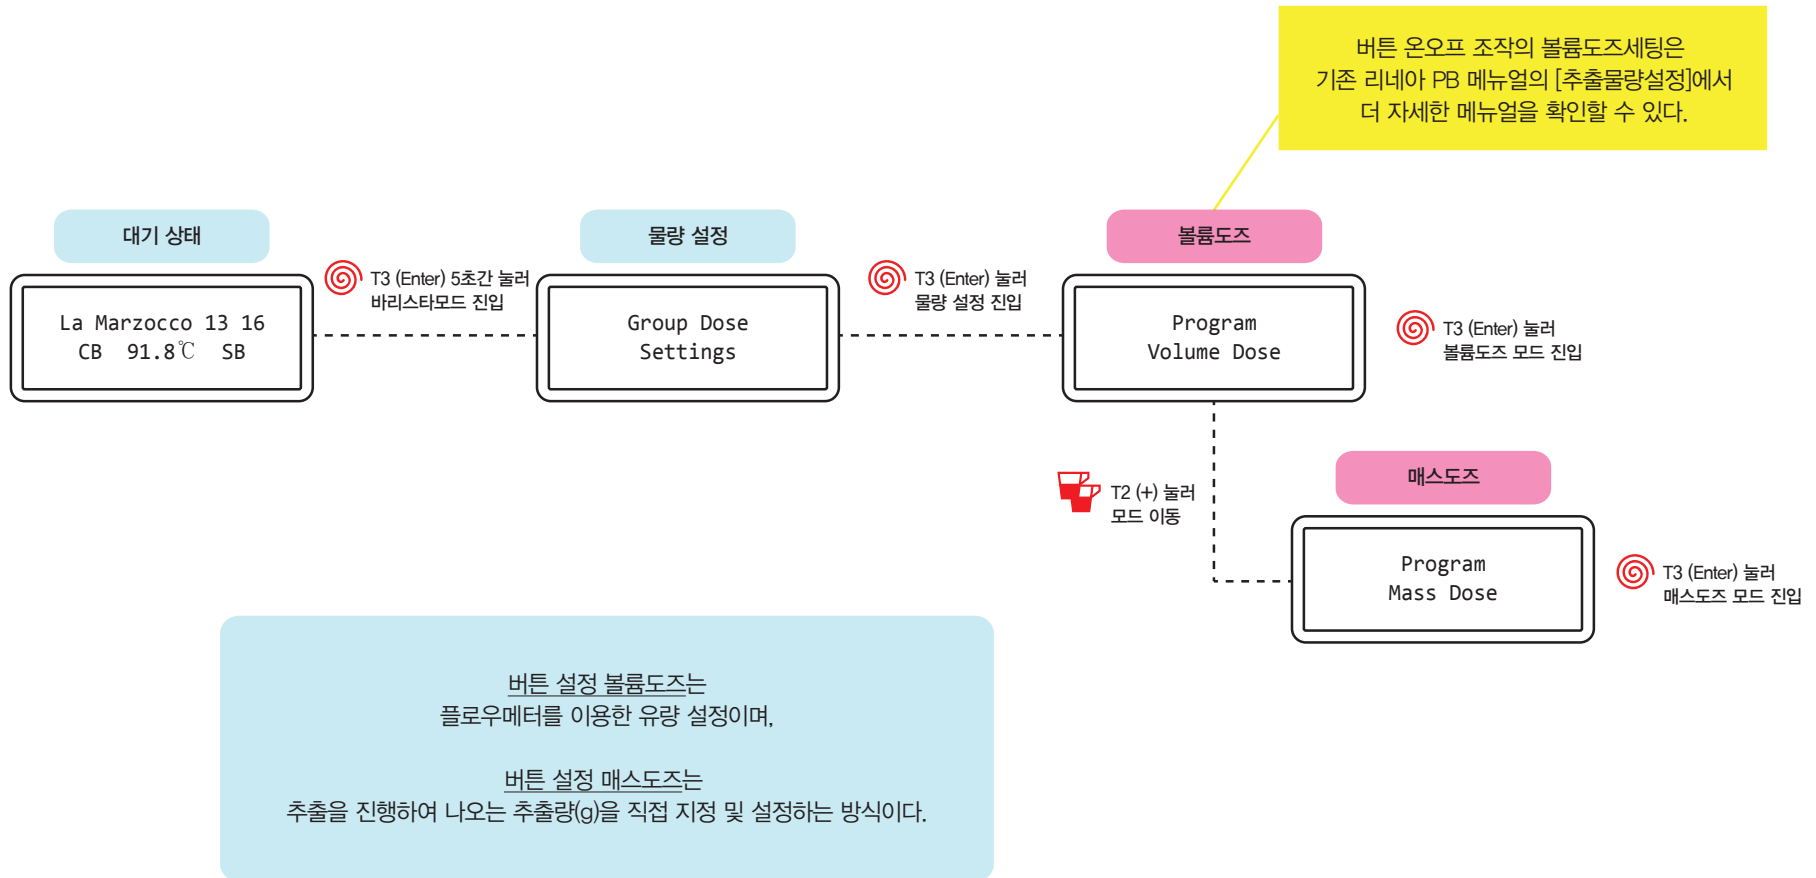 버튼 온오프 조작의 볼륨도즈세팅은
기존 리네아 PB 메뉴얼의 [추출물량설정]에서
더 자세한 메뉴얼을 확인할 수 있다.
대기 상태
La Marzocco 13 16
CB 91.8℃ SB
T3 (Enter) 5초간 눌러
바리스타모드 진입
물량 설정
Group Dose
Settings
T3 (Enter) 눌러
물량 설정 진입
볼륨도즈
Program
Volume Dose
T3 (Enter) 눌러
볼륨도즈 모드 진입
T2 (+) 눌러
모드 이동
매스도즈
Program
Mass Dose
T3 (Enter) 눌러
매스도즈 모드 진입
버튼 설정 볼륨도즈는
플로우메터를 이용한 유량 설정이며,
버튼 설정 매스도즈는
추출을 진행하여 나오는 추출량(g)을 직접 지정 및 설정하는 방식이다.